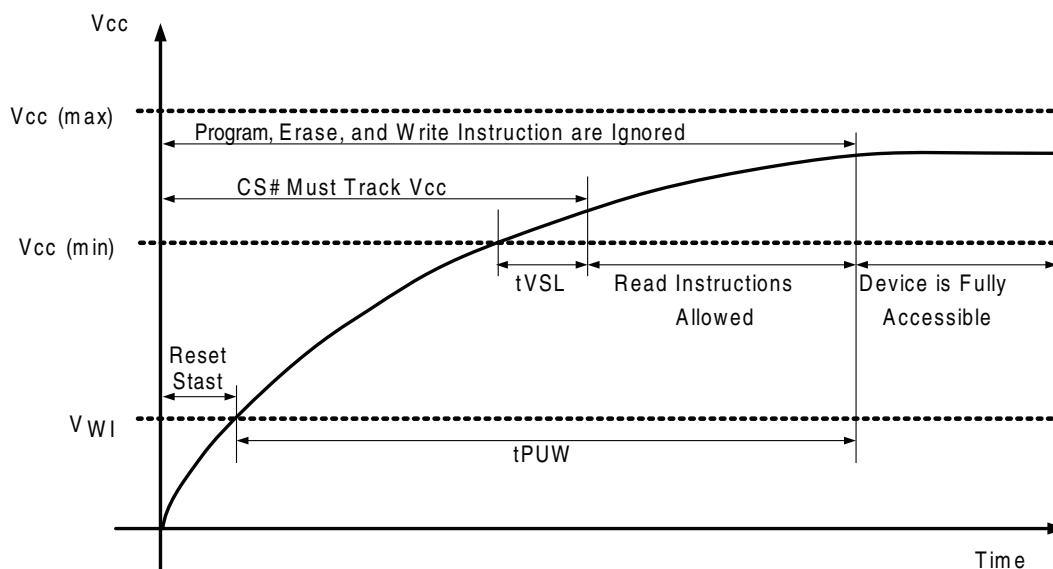 Vcc
Vcc (max)
Program, Erase, and Write Instruction are Ignored
CS# Must Track Vcc
Vcc (min)
tVSL
Read Instructions
Allowed
Device is Fully
Accessible
Reset
Stast
VWI
tPUW
Time